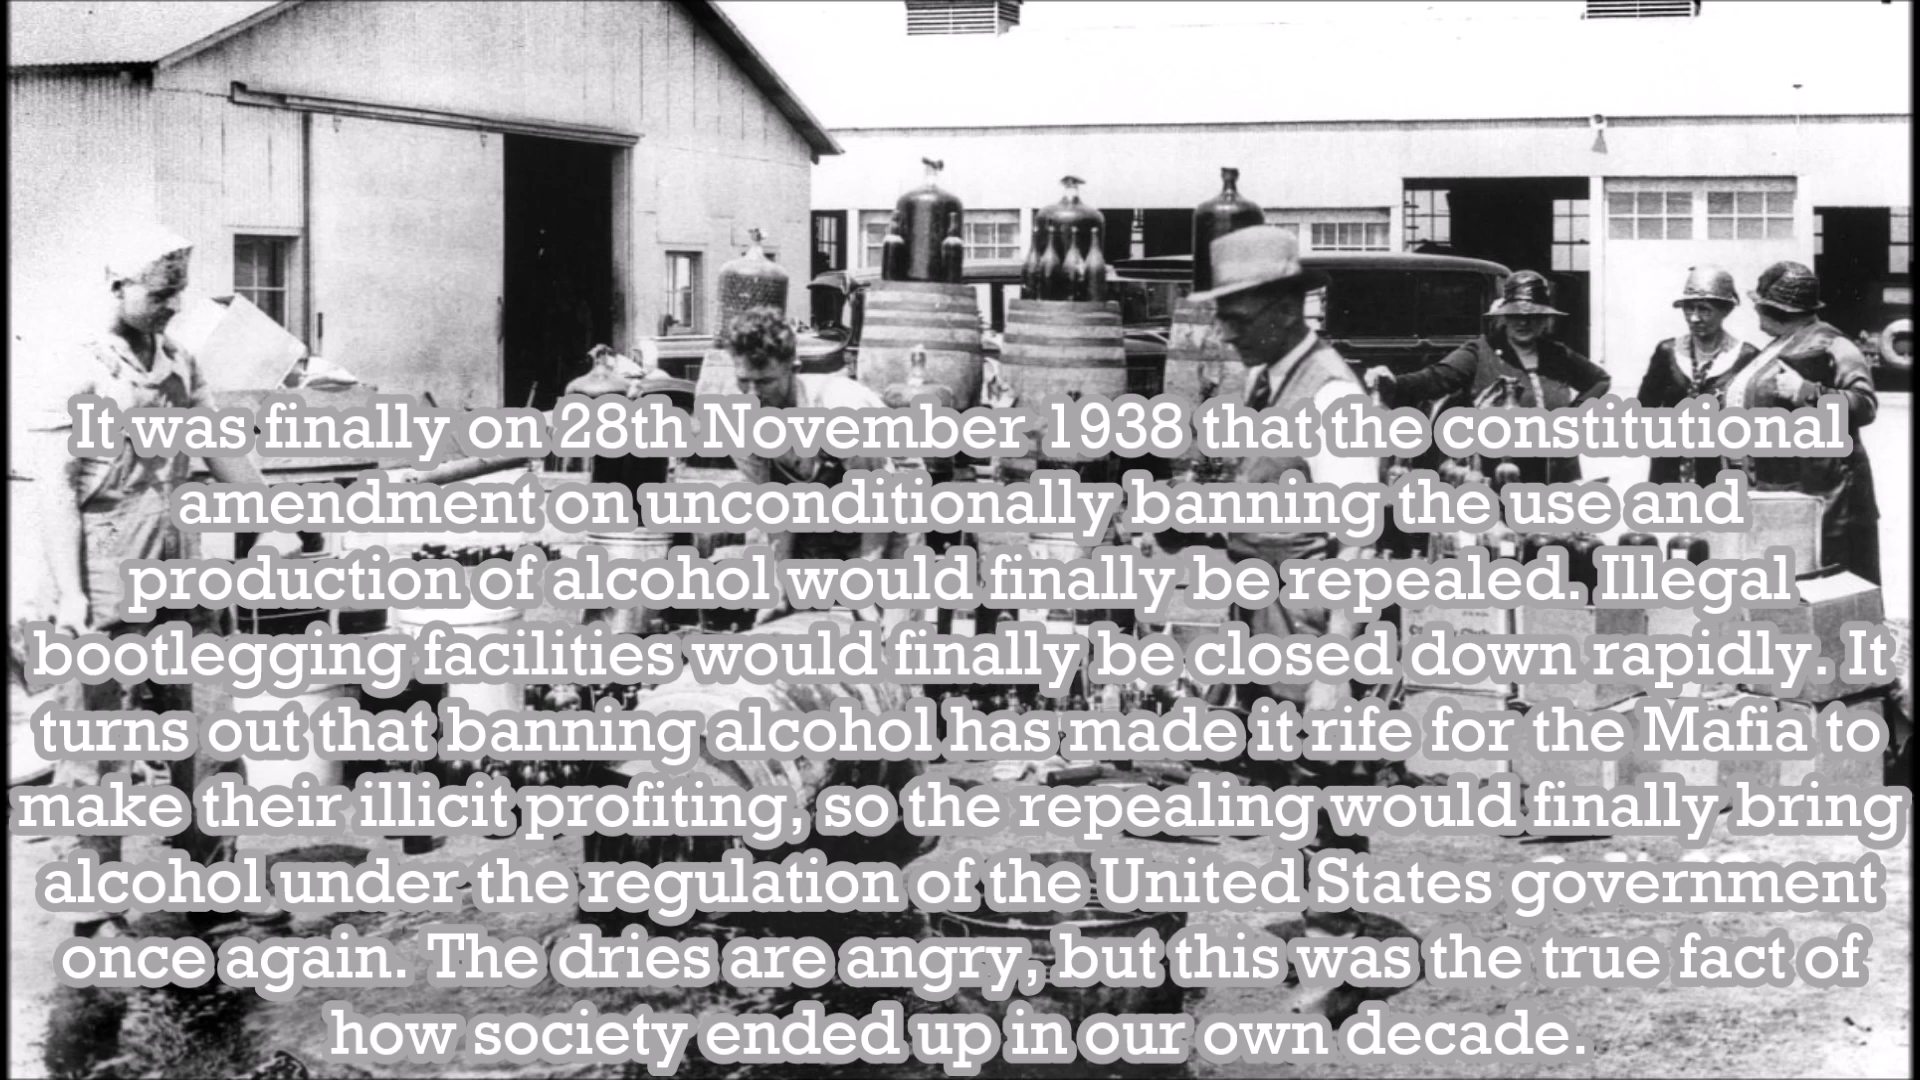 It was finally on 28th November 1938 that the constitutional
amendment on unconditionally banning the use and
production of alcohol would finally be repealed. Illegal
bootlegging facilities would finally be closed down rapidly. It
turns out that banning alcohol has made it rife for the Mafia to
make their illicit profiting, so the repealing would finally bring
alcohol under the regulation of the United States government
once again. The dries are angry, but this was the true fact of
how society ended up in our own decade.